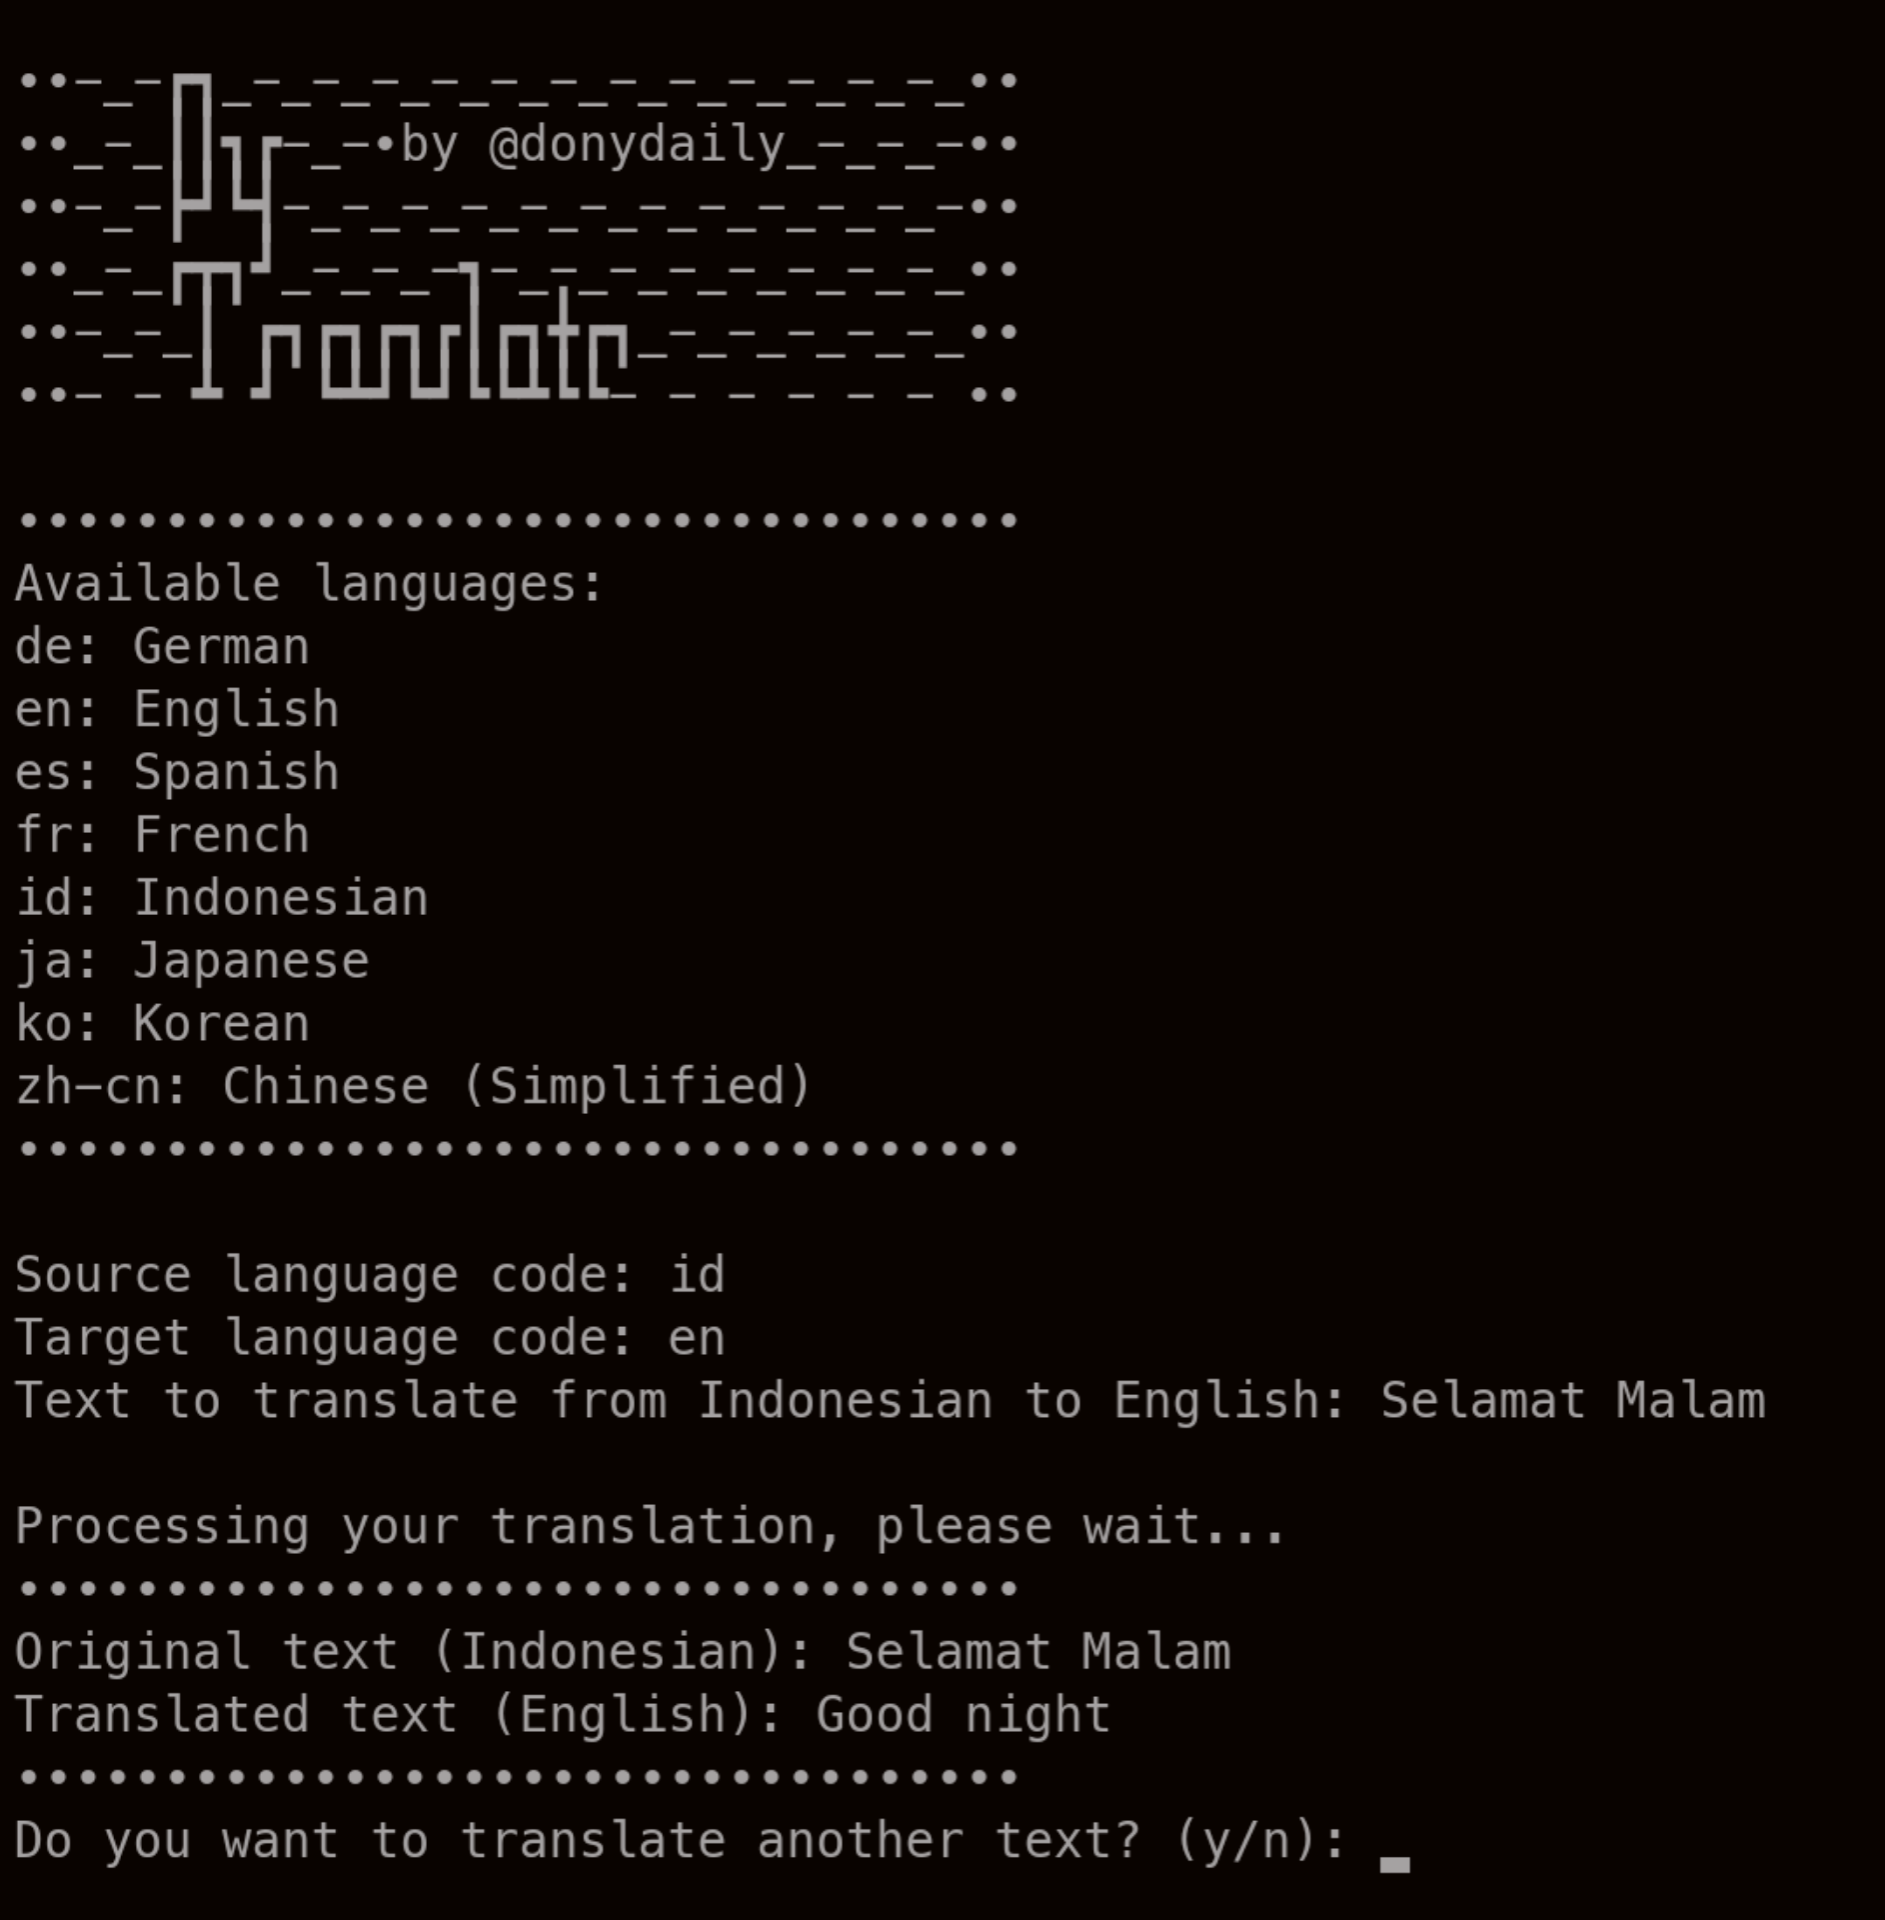 by @donydaily
Py
Translate
Available languages:
de: German
en: English
es: Spanish
fr: French
id: Indonesian
ja: Japanese
ko: Korean
zh-cn: Chinese (Simplified)
Source language code: id
Target language code: en
Text to translate from Indonesian to English: Selamat Malam
Processing your translation, please wait...
Original text (Indonesian): Selamat Malam
Translated text (English): Good night
Do you want to translate another text? (y/n):